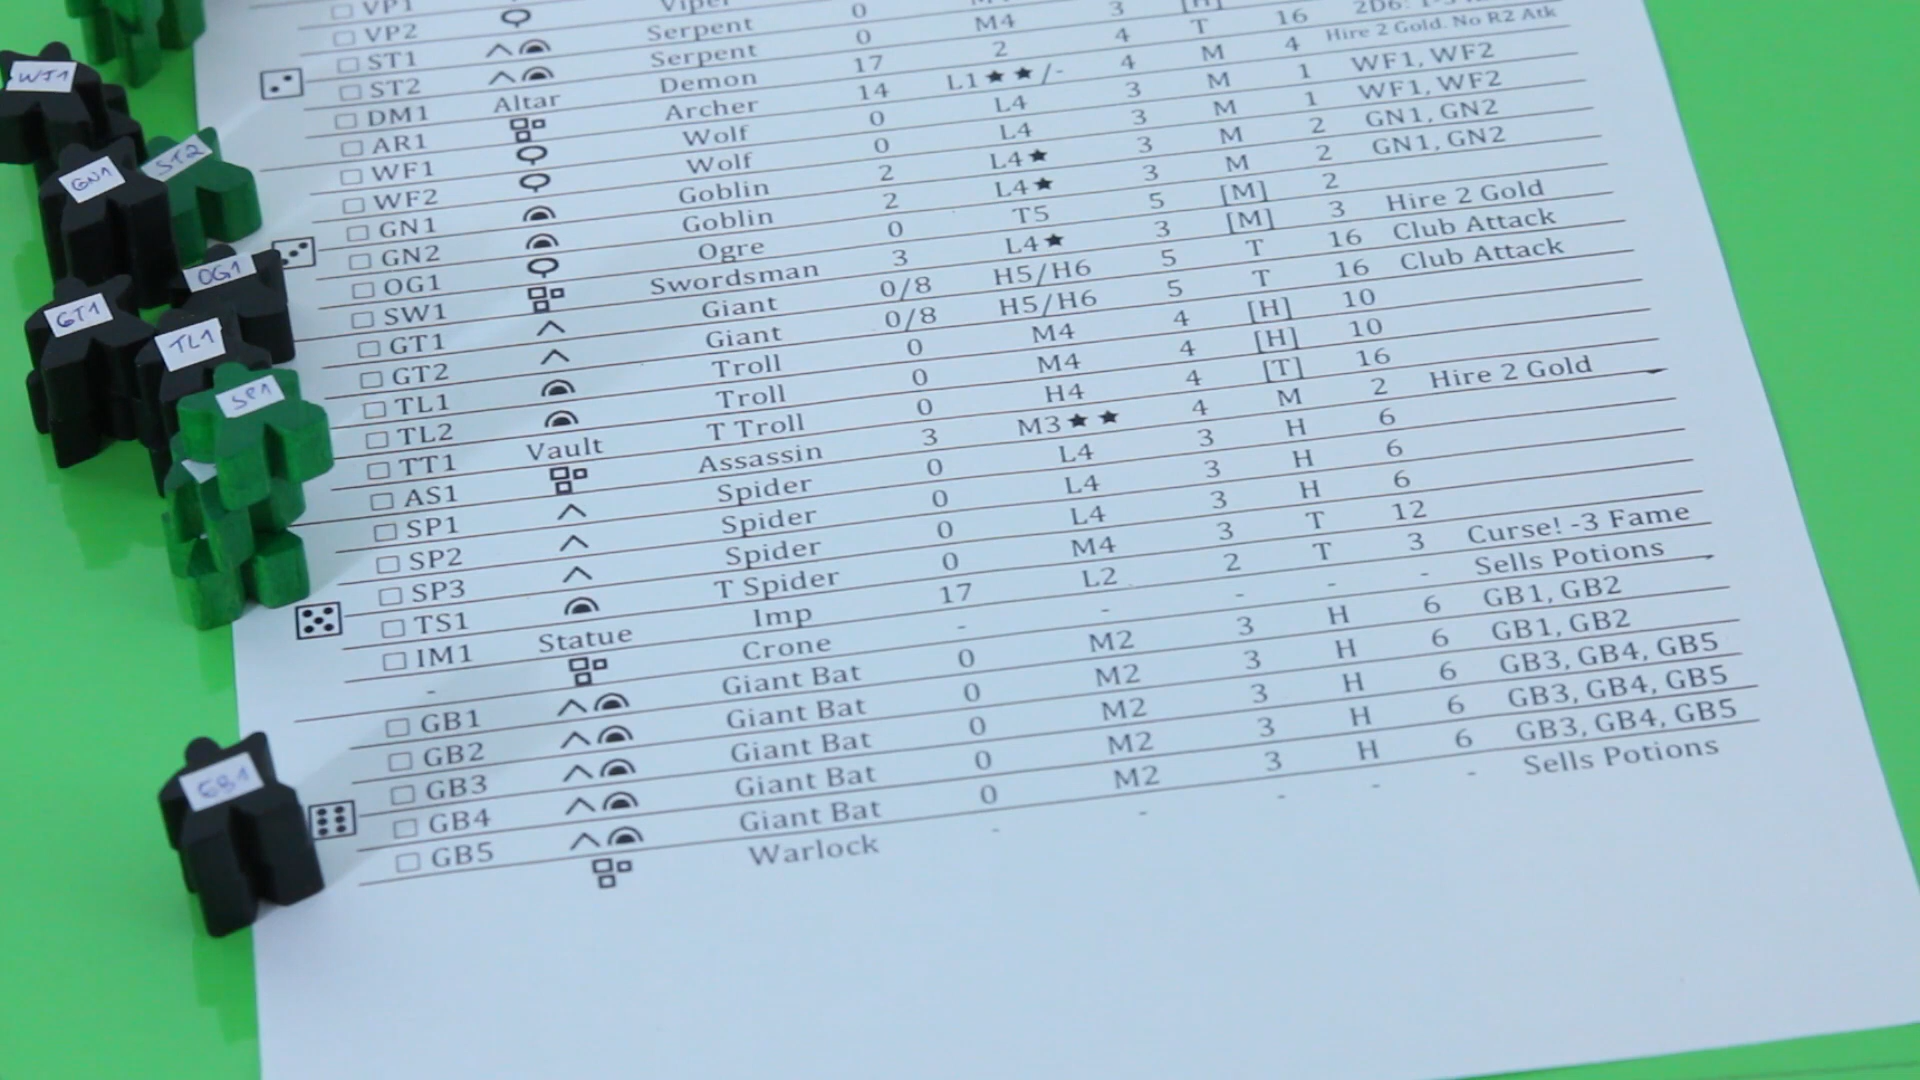 VP1
VP2 Viper
ST1 Serpent 0
ST2 Serpent 0 M4 3 [H]
DM1 Altar Demon 17 2 4 T 16 2D6:
AR1 Archer 14 L1★★/- 4 M 4 Hire 2 Gold. No R2 Atk
WF1 Wolf 0 L4 3 M 1 WF1, WF2
WF2 Wolf 0 L4 3 M 1 WF1, WF2
GN1 Goblin 2 L4★ 3 M 2 GN1, GN2
GN2 Goblin 2 L4★ 3 M 2 GN1, GN2
OG1 Ogre 0 T5 5 [M] 2
SW1 Swordsman 3 L4★ 3 [M] 3 Hire 2 Gold
GT1 Giant 0/8 H5/H6 5 T 16 Club Attack
GT2 Giant 0/8 H5/H6 5 T 16 Club Attack
TL1 Troll 0 M4 4 [H] 10
TL2 Troll 0 M4 4 [H] 10
TT1 Vault T Troll 0 H4 4 [T] 16
AS1 Assassin 3 M3★★ 4 M 2 Hire 2 Gold
SP1 Spider 0 L4 3 H 6
SP2 Spider 0 L4 3 H 6
SP3 Spider 0 L4 3 H 6
TS1 T Spider 0 M4 3 T 12
IM1 Statue Imp 17 L2 2 T 3 Curse! -3 Fame
- Crone - - - - - Sells Potions
GB1 Giant Bat 0 M2 3 H 6 GB1, GB2
GB2 Giant Bat 0 M2 3 H 6 GB1, GB2
GB3 Giant Bat 0 M2 3 H 6 GB3, GB4, GB5
GB4 Giant Bat 0 M2 3 H 6 GB3, GB4, GB5
GB5 Giant Bat 0 M2 3 H 6 GB3, GB4, GB5
Warlock - - - - - Sells Potions
ST2
GN1
OG1
GT1
TL1
SP1
GB1